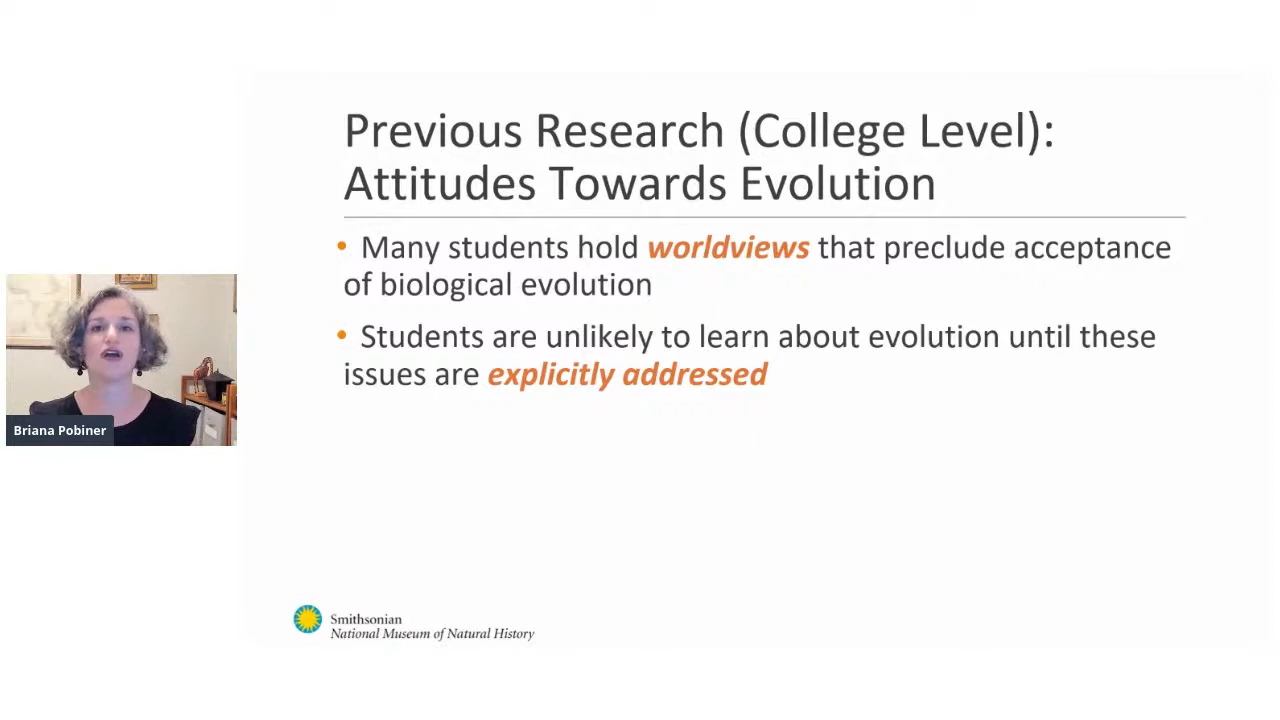 Previous Research (College Level):
Attitudes Towards Evolution
• Many students hold worldviews that preclude acceptance
of biological evolution
• Students are unlikely to learn about evolution until these
issues are explicitly addressed
Briana Pobiner
Smithsonian
National Museum of Natural History